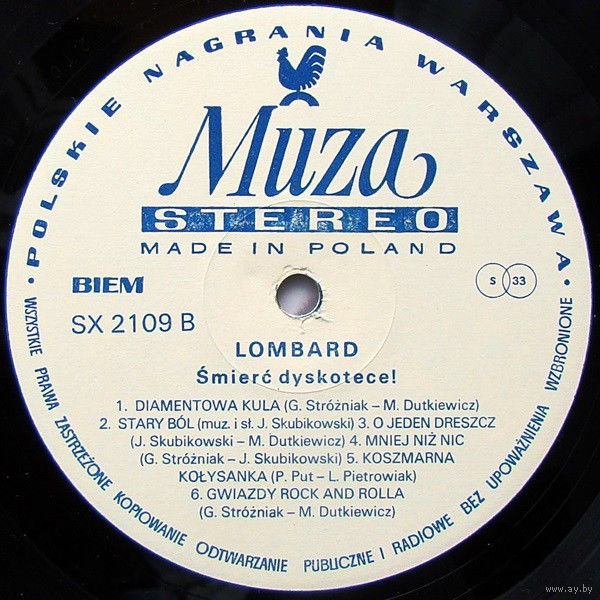 • POLSKIE NAGRANIA WARSZAWA •
Muza
STEREO
MADE IN POLAND
BIEM
S 33
SX 2109 B
LOMBARD
Śmierć dyskotece!
1. DIAMENTOWA KULA (G. Stróżniak – M. Dutkiewicz)
2. STARY BÓL (muz. i sł. J. Skubikowski) 3. O JEDEN DRESZCZ
(J. Skubikowski – M. Dutkiewicz) 4. MNIEJ NIŻ NIC
(G. Stróżniak – J. Skubikowski) 5. KOSZMARNA
KOŁYSANKA (P. Put – L. Pietrowiak)
6. GWIAZDY ROCK AND ROLLA
(G. Stróżniak – M. Dutkiewicz)
WSZYSTKIE PRAWA ZASTRZEŻONE KOPIOWANIE ODTWARZANIE PUBLICZNE I RADIOWE BEZ UPOWAŻNIENIA WZBRONIONE
www.ay.by